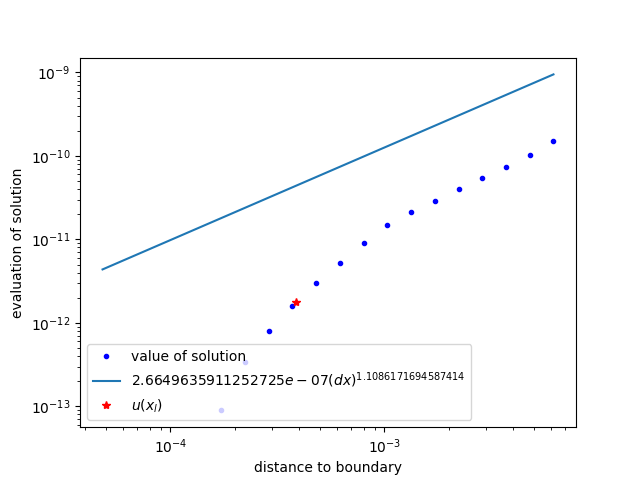 10^{-9}
10^{-10}
10^{-11}
10^{-12}
10^{-13}
evaluation of solution
value of solution
2.6649635911252725e − 07(dx)^{1.1086171694587414}
u(x_l)
10^{-4}
10^{-3}
distance to boundary